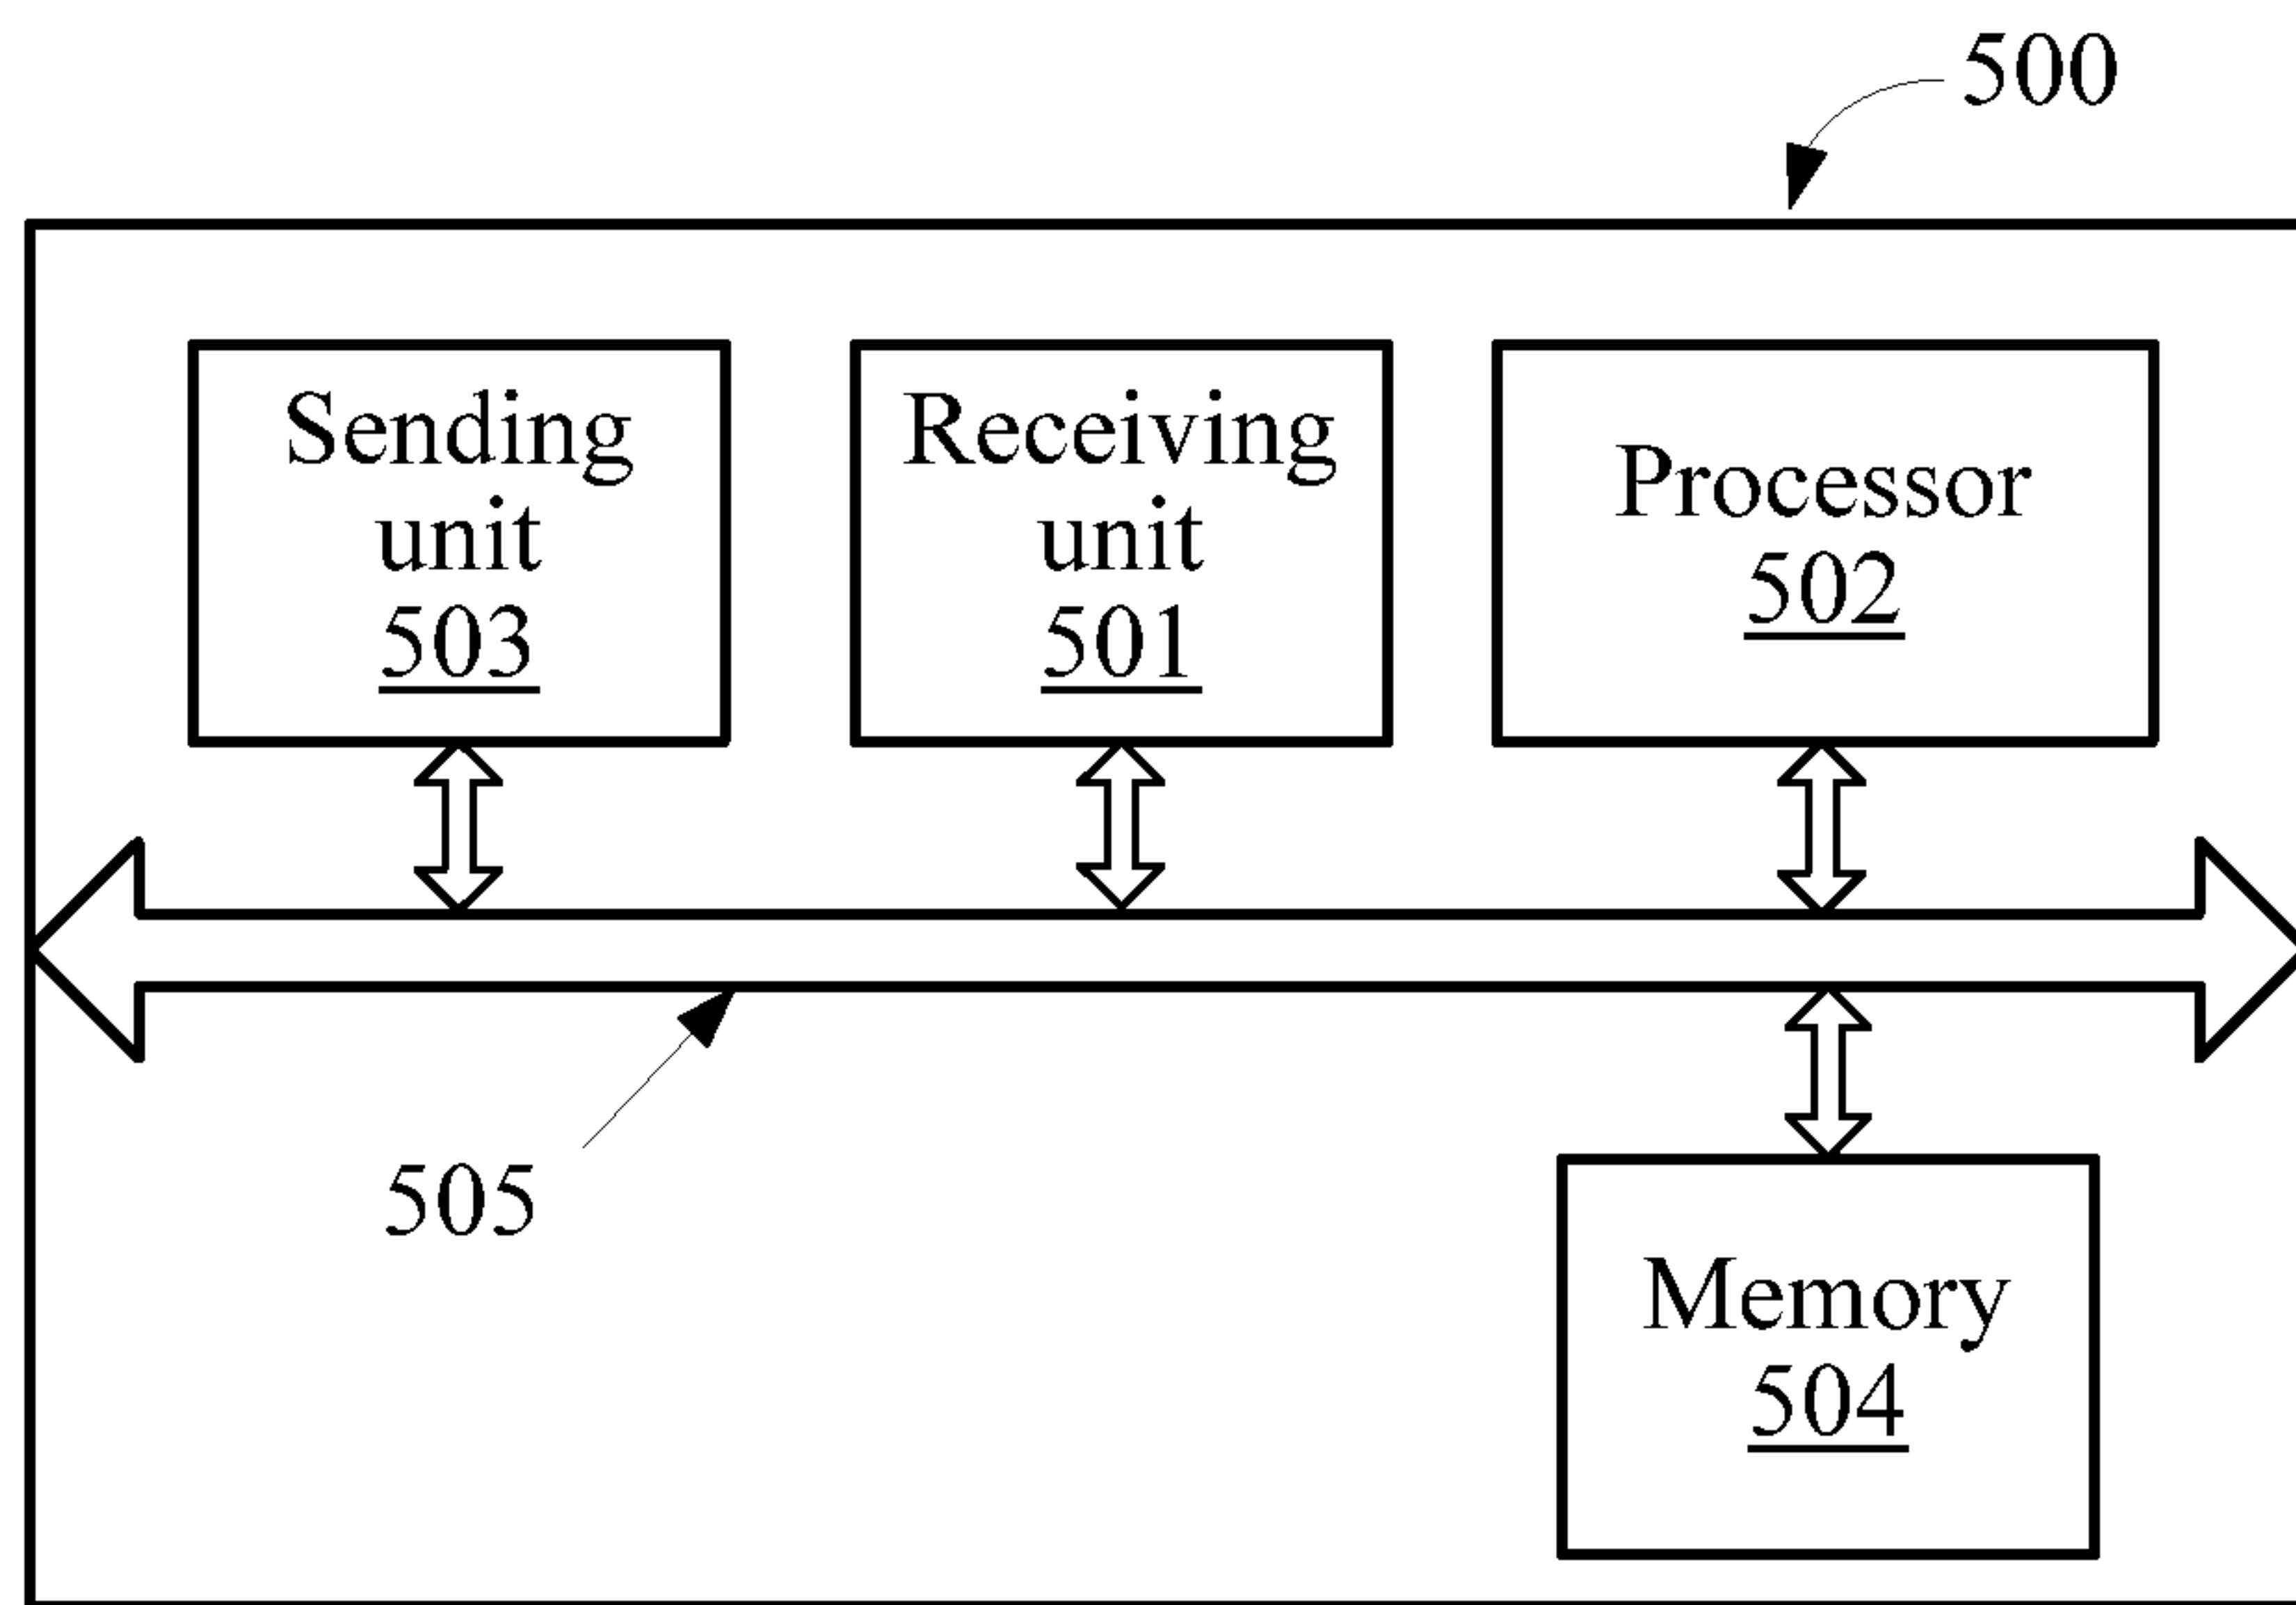 500
Sending
unit
503
Receiving
unit
501
Processor
502
505
Memory
504